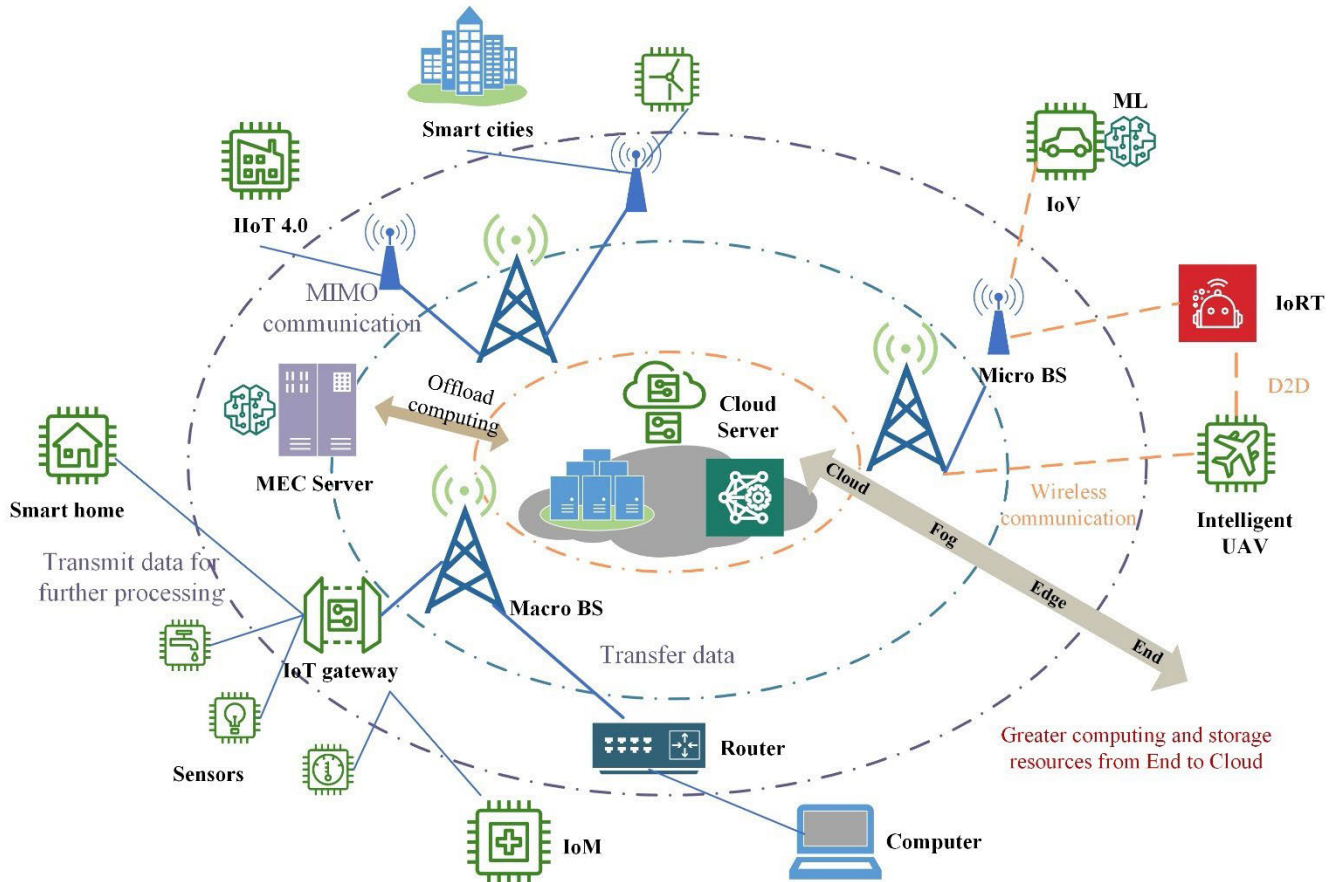 Smart cities
ML
IoV
IIoT 4.0
MIMO
communication
IoRT
Micro BS
D2D
Offload
computing
Cloud
Server
MEC Server
Cloud
Fog
Edge
End
Wireless
communication
Intelligent
UAV
Smart home
Transmit data for
further processing
Macro BS
Transfer data
IoT gateway
Sensors
Router
Greater computing and storage
resources from End to Cloud
IoM
Computer